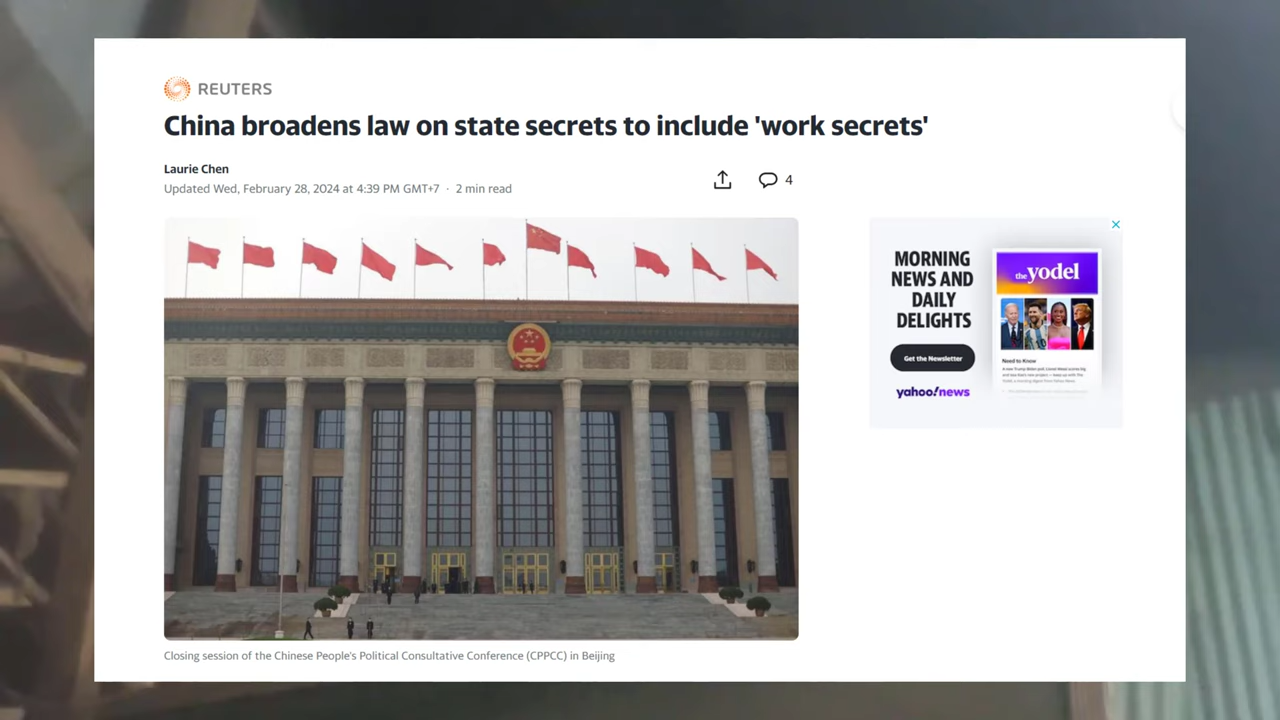 REUTERS
China broadens law on state secrets to include 'work secrets'
Laurie Chen
Updated Wed, February 28, 2024 at 4:39 PM GMT+7 · 2 min read
4
MORNING
NEWS AND
DAILY
DELIGHTS
Get the Newsletter
yahoo!news
the yodel
Need to Know
Closing session of the Chinese People's Political Consultative Conference (CPPCC) in Beijing